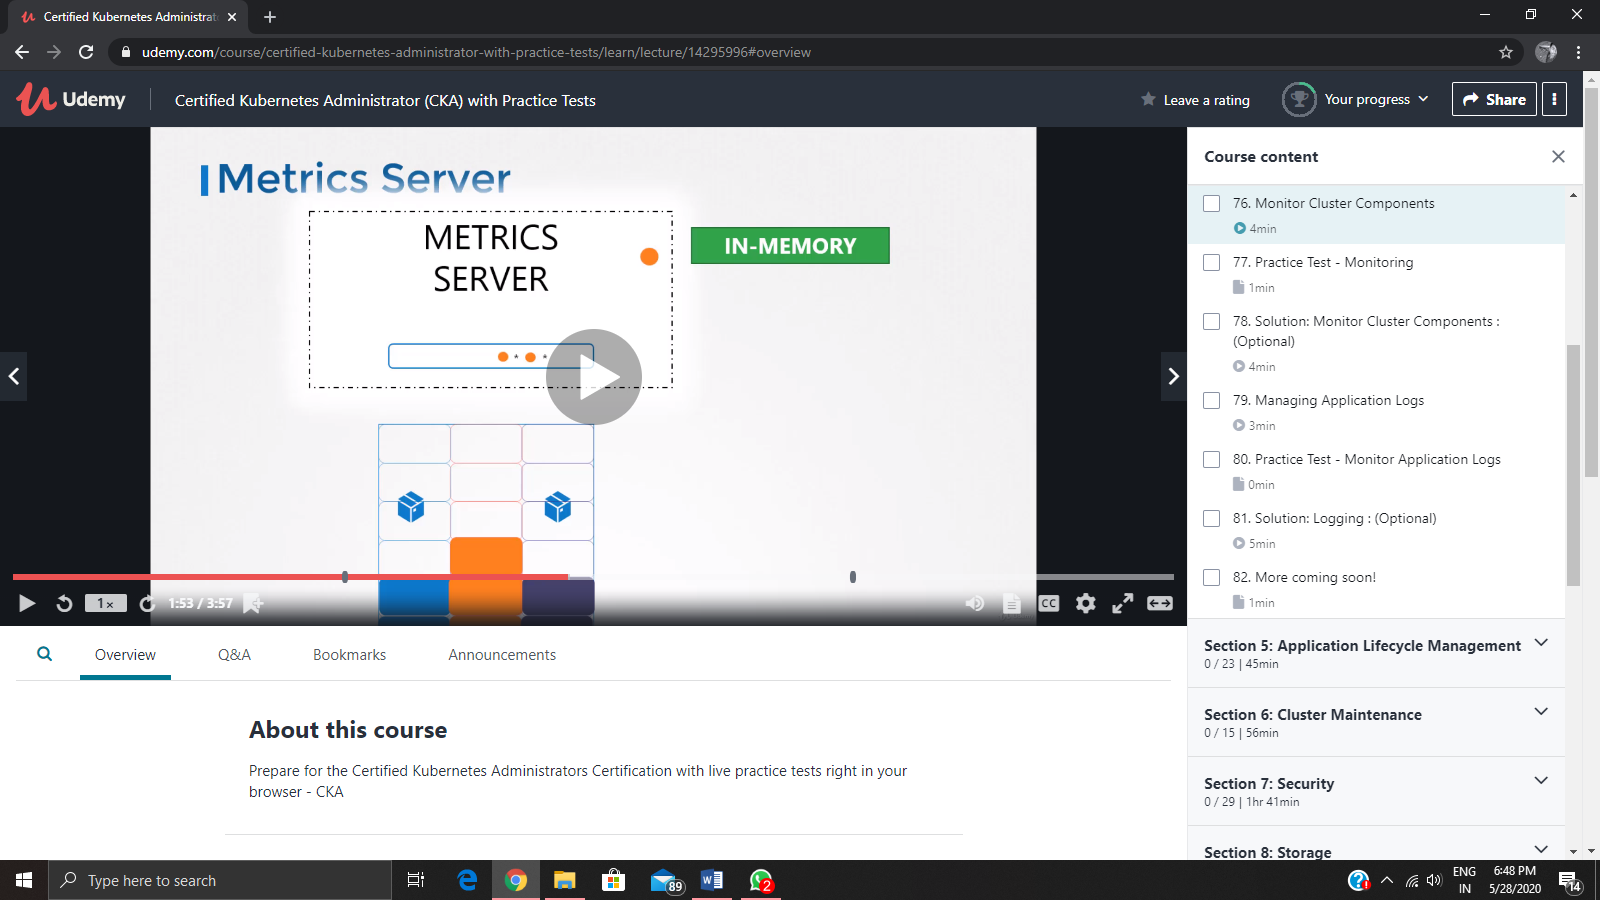 Certified Kubernetes Administrat
udemy.com/course/certified-kubernetes-administrator-with-practice-tests/learn/lecture/14295996#overview
Udemy
Certified Kubernetes Administrator (CKA) with Practice Tests
Leave a rating
Your progress
Share
Metrics Server
METRICS
SERVER
IN-MEMORY
1x
1:53 / 3:57
CC
Course content
76. Monitor Cluster Components
4min
77. Practice Test - Monitoring
1min
78. Solution: Monitor Cluster Components :
(Optional)
4min
79. Managing Application Logs
3min
80. Practice Test - Monitor Application Logs
0min
81. Solution: Logging : (Optional)
5min
82. More coming soon!
1min
Section 5: Application Lifecycle Management
0 / 23 | 45min
Section 6: Cluster Maintenance
0 / 15 | 56min
Section 7: Security
0 / 29 | 1hr 41min
Section 8: Storage
Overview
Q&A
Bookmarks
Announcements
About this course
Prepare for the Certified Kubernetes Administrators Certification with live practice tests right in your
browser - CKA
Type here to search
89
2
ENG
IN
6:48 PM
5/28/2020
14